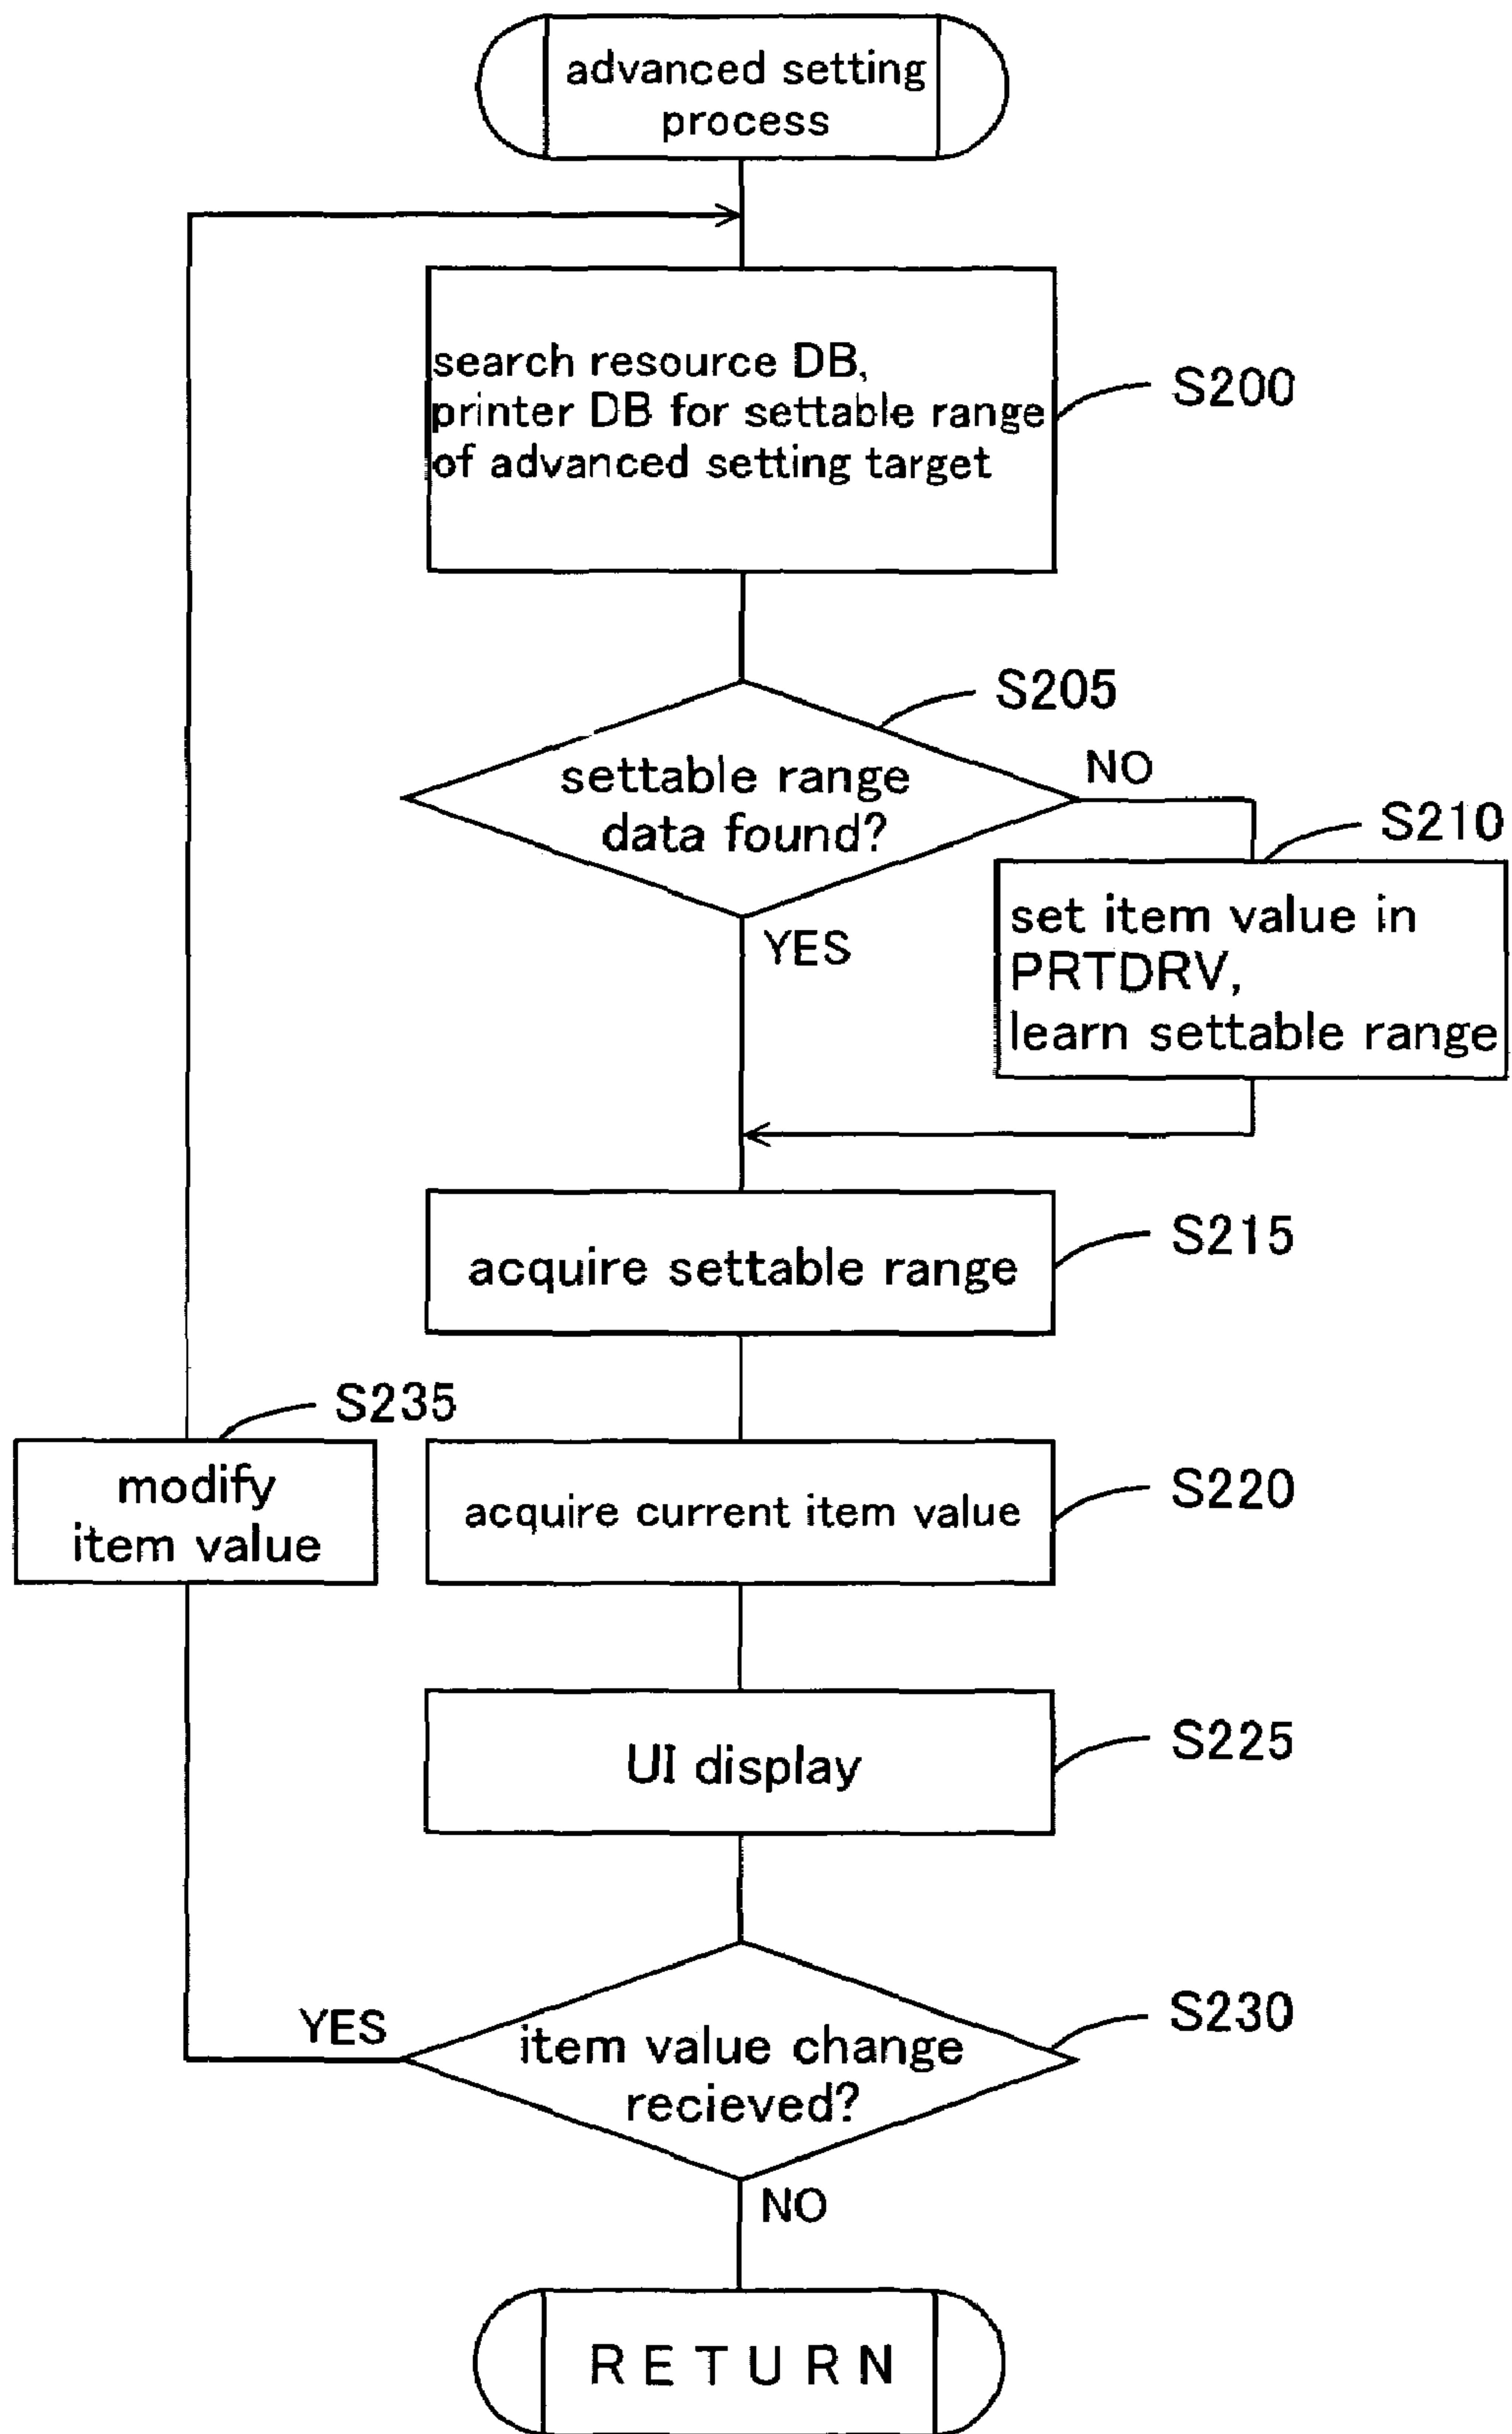 advanced setting
process
search resource DB,
printer DB for settable range
of advanced setting target
S200
S205
settable range
data found?
NO
YES
S210
set item value in
PRTDRV,
learn settable range
acquire settable range
S215
S235
modify
item value
acquire current item value
S220
UI display
S225
YES
item value change
recieved?
S230
NO
RETURN